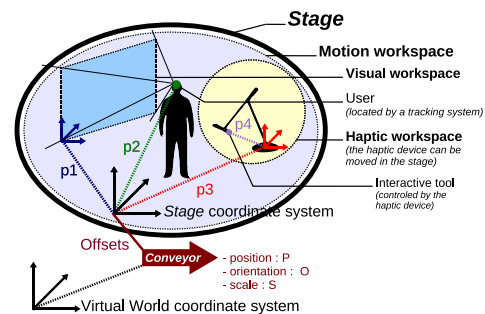 Stage
Motion workspace
Visual workspace
User
(located by a tracking system)
Haptic workspace
(the haptic device can be
moved in the stage)
Interactive tool
(controled by the
haptic device)
p4
p2
p1
p3
Stage coordinate system
Offsets
Conveyor
- position : P
- orientation : O
- scale : S
Virtual World coordinate system